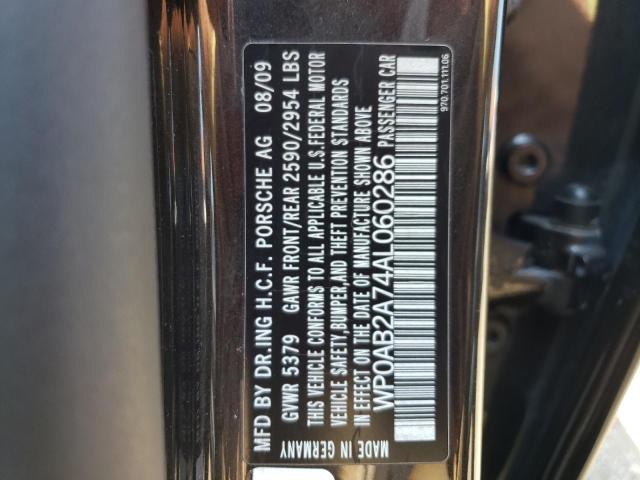 MFD BY DR.ING H.C.F. PORSCHE AG 08/09
GVWR 5379 GAWR FRONT/REAR 2590/2954 LBS
THIS VEHICLE CONFORMS TO ALL APPLICABLE U.S.FEDERAL MOTOR
VEHICLE SAFETY,BUMPER,AND THEFT PREVENTION STANDARDS
IN EFFECT ON THE DATE OF MANUFACTURE SHOWN ABOVE
WP0AB2A74AL060286 PASSENGER CAR
MADE IN GERMANY
970.701.111.06